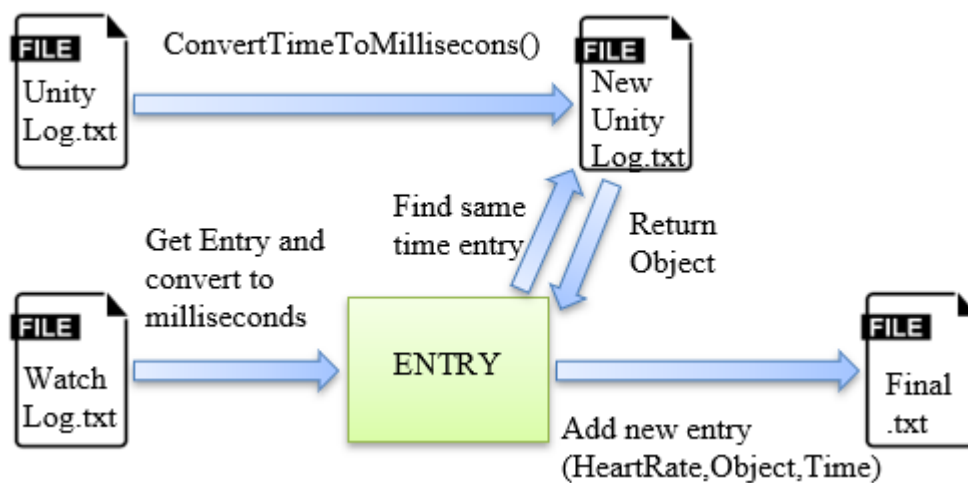 FILE
Unity
Log.txt
ConvertTimeToMillisecons()
FILE
New
Unity
Log.txt
Find same
time entry
Return
Object
Get Entry and
convert to
milliseconds
FILE
Watch
Log.txt
ENTRY
Add new entry
(HeartRate,Object,Time)
FILE
Final
.txt